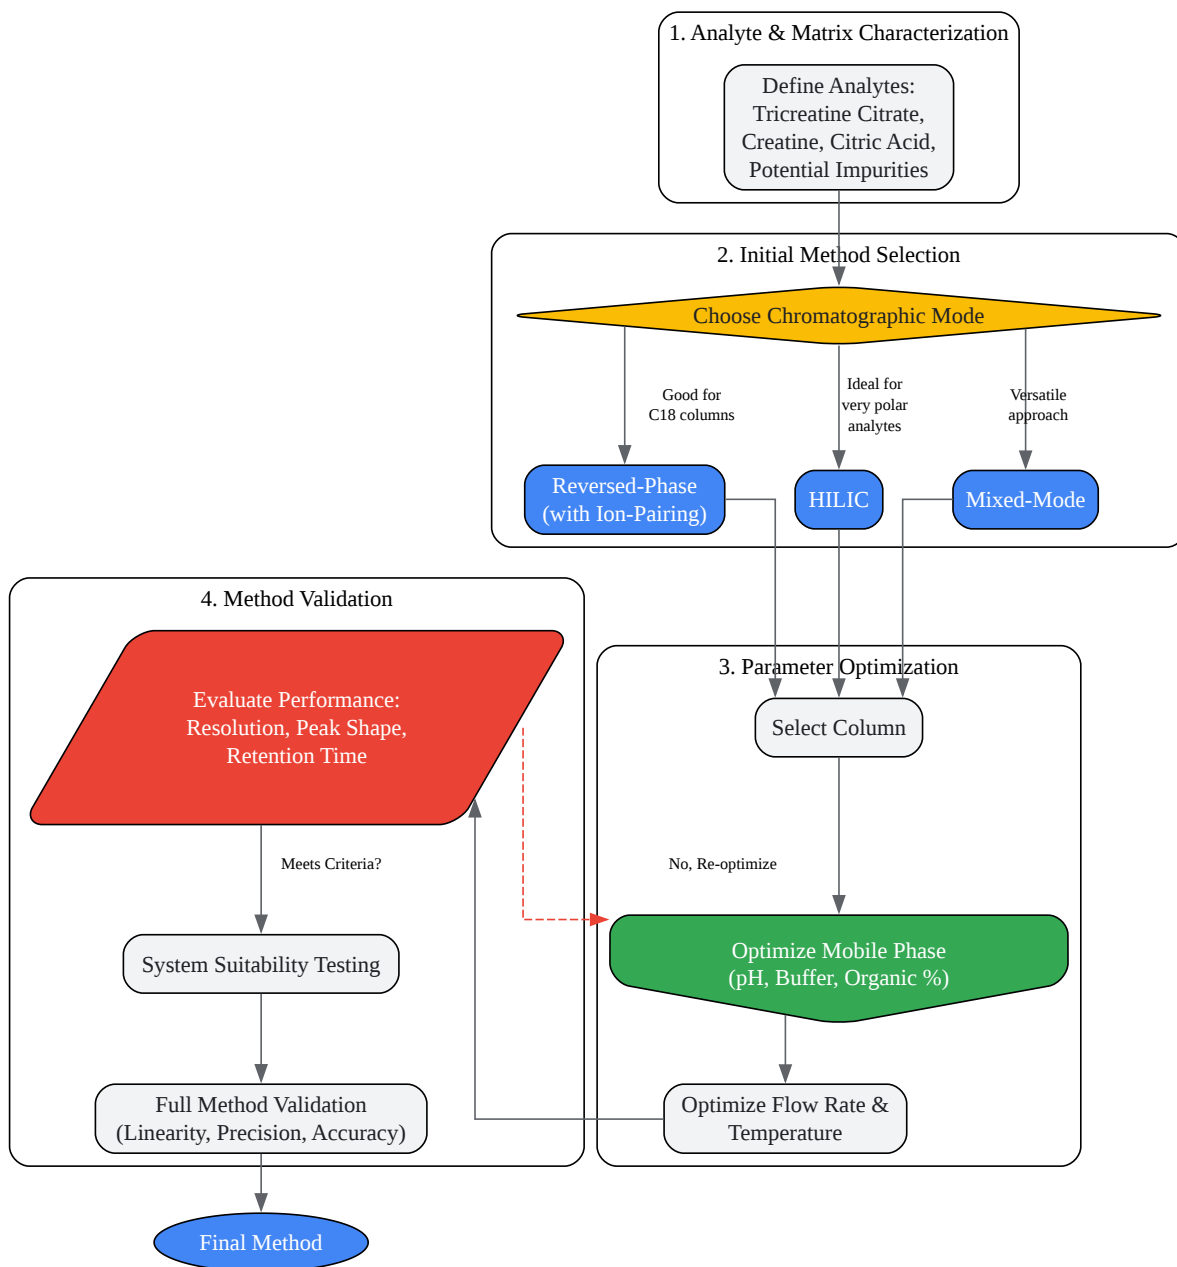 1. Analyte & Matrix Characterization
Define Analytes:
Tricreatine Citrate,
Creatine, Citric Acid,
Potential Impurities
2. Initial Method Selection
Choose Chromatographic Mode
Good for
C18 columns
Ideal for
very polar
analytes
Versatile
approach
Reversed-Phase
(with Ion-Pairing)
HILIC
Mixed-Mode
3. Parameter Optimization
Select Column
No, Re-optimize
Optimize Mobile Phase
(pH, Buffer, Organic %)
Optimize Flow Rate &
Temperature
4. Method Validation
Evaluate Performance:
Resolution, Peak Shape,
Retention Time
Meets Criteria?
System Suitability Testing
Full Method Validation
(Linearity, Precision, Accuracy)
Final Method